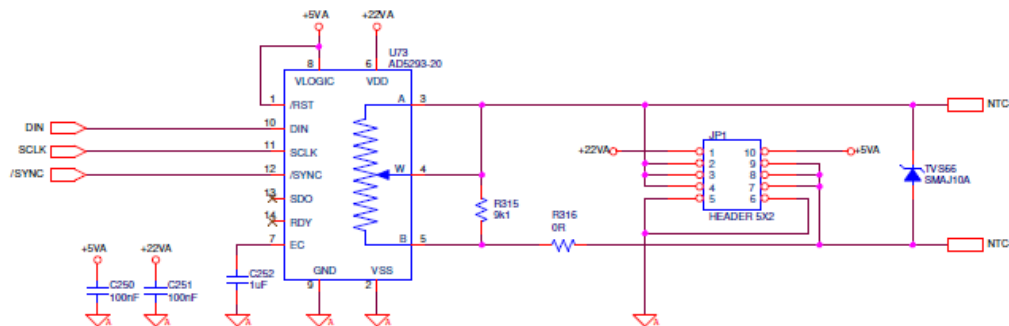 +5VA +22VA
U73
AD5293-20
8 6
VLOGIC VDD
1 /RST A 3
DIN 10 DIN
SCLK 11 SCLK
/SYNC 12 /SYNC W 4
13 SDO
14 RDY
7 EC B 5
GND VSS
9 2
NTC
JP1
+22VA 1 10 +5VA
2 9
3 8
4 7
5 6
HEADER 5X2
TVS56
SMAJ10A
R315
9k1
R316
0R
NTC
+5VA +22VA
C250
100nF
C251
100nF
C252
1uF
A A A A A A